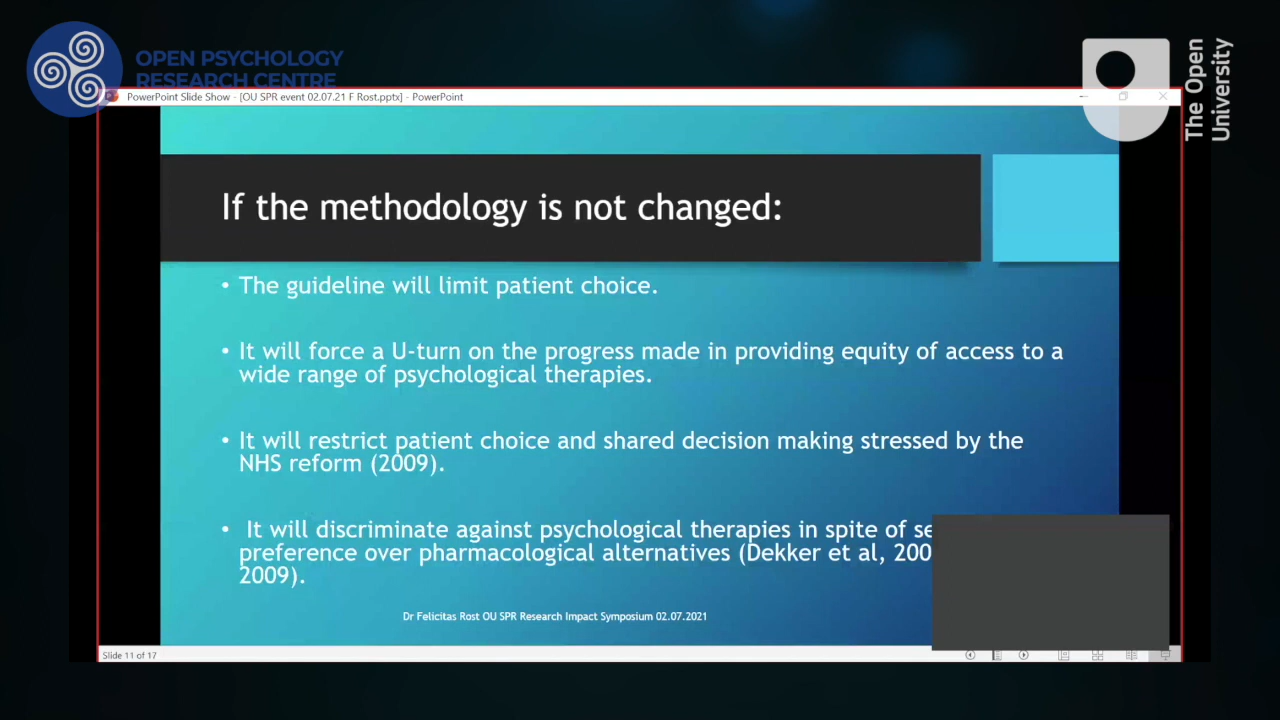 OPEN PSYCHOLOGY
RESEARCH CENTRE
The Open
University
PowerPoint Slide Show - [OU SPR event 02.07.21 F Rost.pptx] - PowerPoint
If the methodology is not changed:
• The guideline will limit patient choice.
• It will force a U-turn on the progress made in providing equity of access to a
wide range of psychological therapies.
• It will restrict patient choice and shared decision making stressed by the
NHS reform (2009).
• It will discriminate against psychological therapies in spite of
preference over pharmacological alternatives (Dekker et al,
2009).
Dr Felicitas Rost OU SPR Research Impact Symposium 02.07.2021
Slide 11 of 17